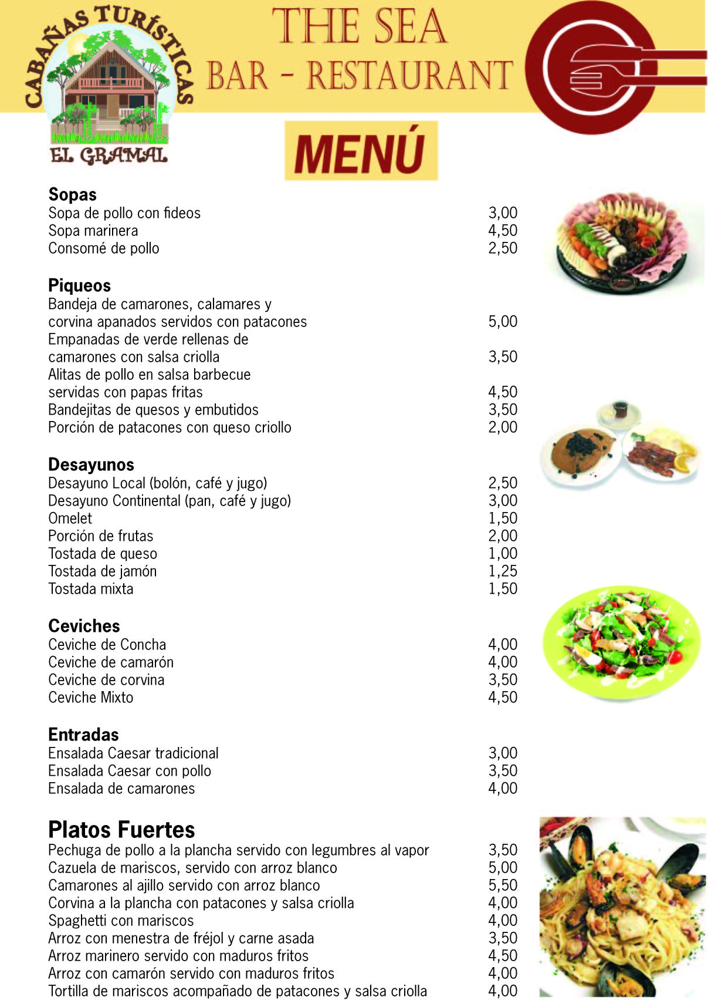 CABAÑAS TURÍSTICAS
EL GRAMAL
THE SEA
BAR - RESTAURANT
MENÚ
Sopas
Sopa de pollo con fideos 3,00
Sopa marinera 4,50
Consomé de pollo 2,50
Piqueos
Bandeja de camarones, calamares y
corvina apanados servidos con patacones 5,00
Empanadas de verde rellenas de
camarones con salsa criolla 3,50
Alitas de pollo en salsa barbecue
servidas con papas fritas 4,50
Bandejitas de quesos y embutidos 3,50
Porción de patacones con queso criollo 2,00
Desayunos
Desayuno Local (bolón, café y jugo) 2,50
Desayuno Continental (pan, café y jugo) 3,00
Omelet 1,50
Porción de frutas 2,00
Tostada de queso 1,00
Tostada de jamón 1,25
Tostada mixta 1,50
Ceviches
Ceviche de Concha 4,00
Ceviche de camarón 4,00
Ceviche de corvina 3,50
Ceviche Mixto 4,50
Entradas
Ensalada Caesar tradicional 3,00
Ensalada Caesar con pollo 3,50
Ensalada de camarones 4,00
Platos Fuertes
Pechuga de pollo a la plancha servido con legumbres al vapor 3,50
Cazuela de mariscos, servido con arroz blanco 5,00
Camarones al ajillo servido con arroz blanco 5,50
Corvina a la plancha con patacones y salsa criolla 4,00
Spaghetti con mariscos 4,00
Arroz con menestra de fréjol y carne asada 3,50
Arroz marinero servido con maduros fritos 4,50
Arroz con camarón servido con maduros fritos 4,00
Tortilla de mariscos acompañado de patacones y salsa criolla 4,00